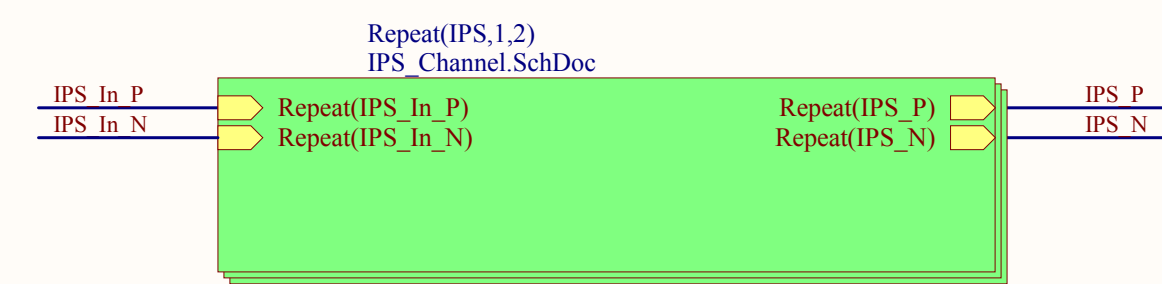 Repeat(IPS,1,2)
IPS_Channel.SchDoc
IPS_In_P Repeat(IPS_In_P) Repeat(IPS_P) IPS_P
IPS_In_N Repeat(IPS_In_N) Repeat(IPS_N) IPS_N